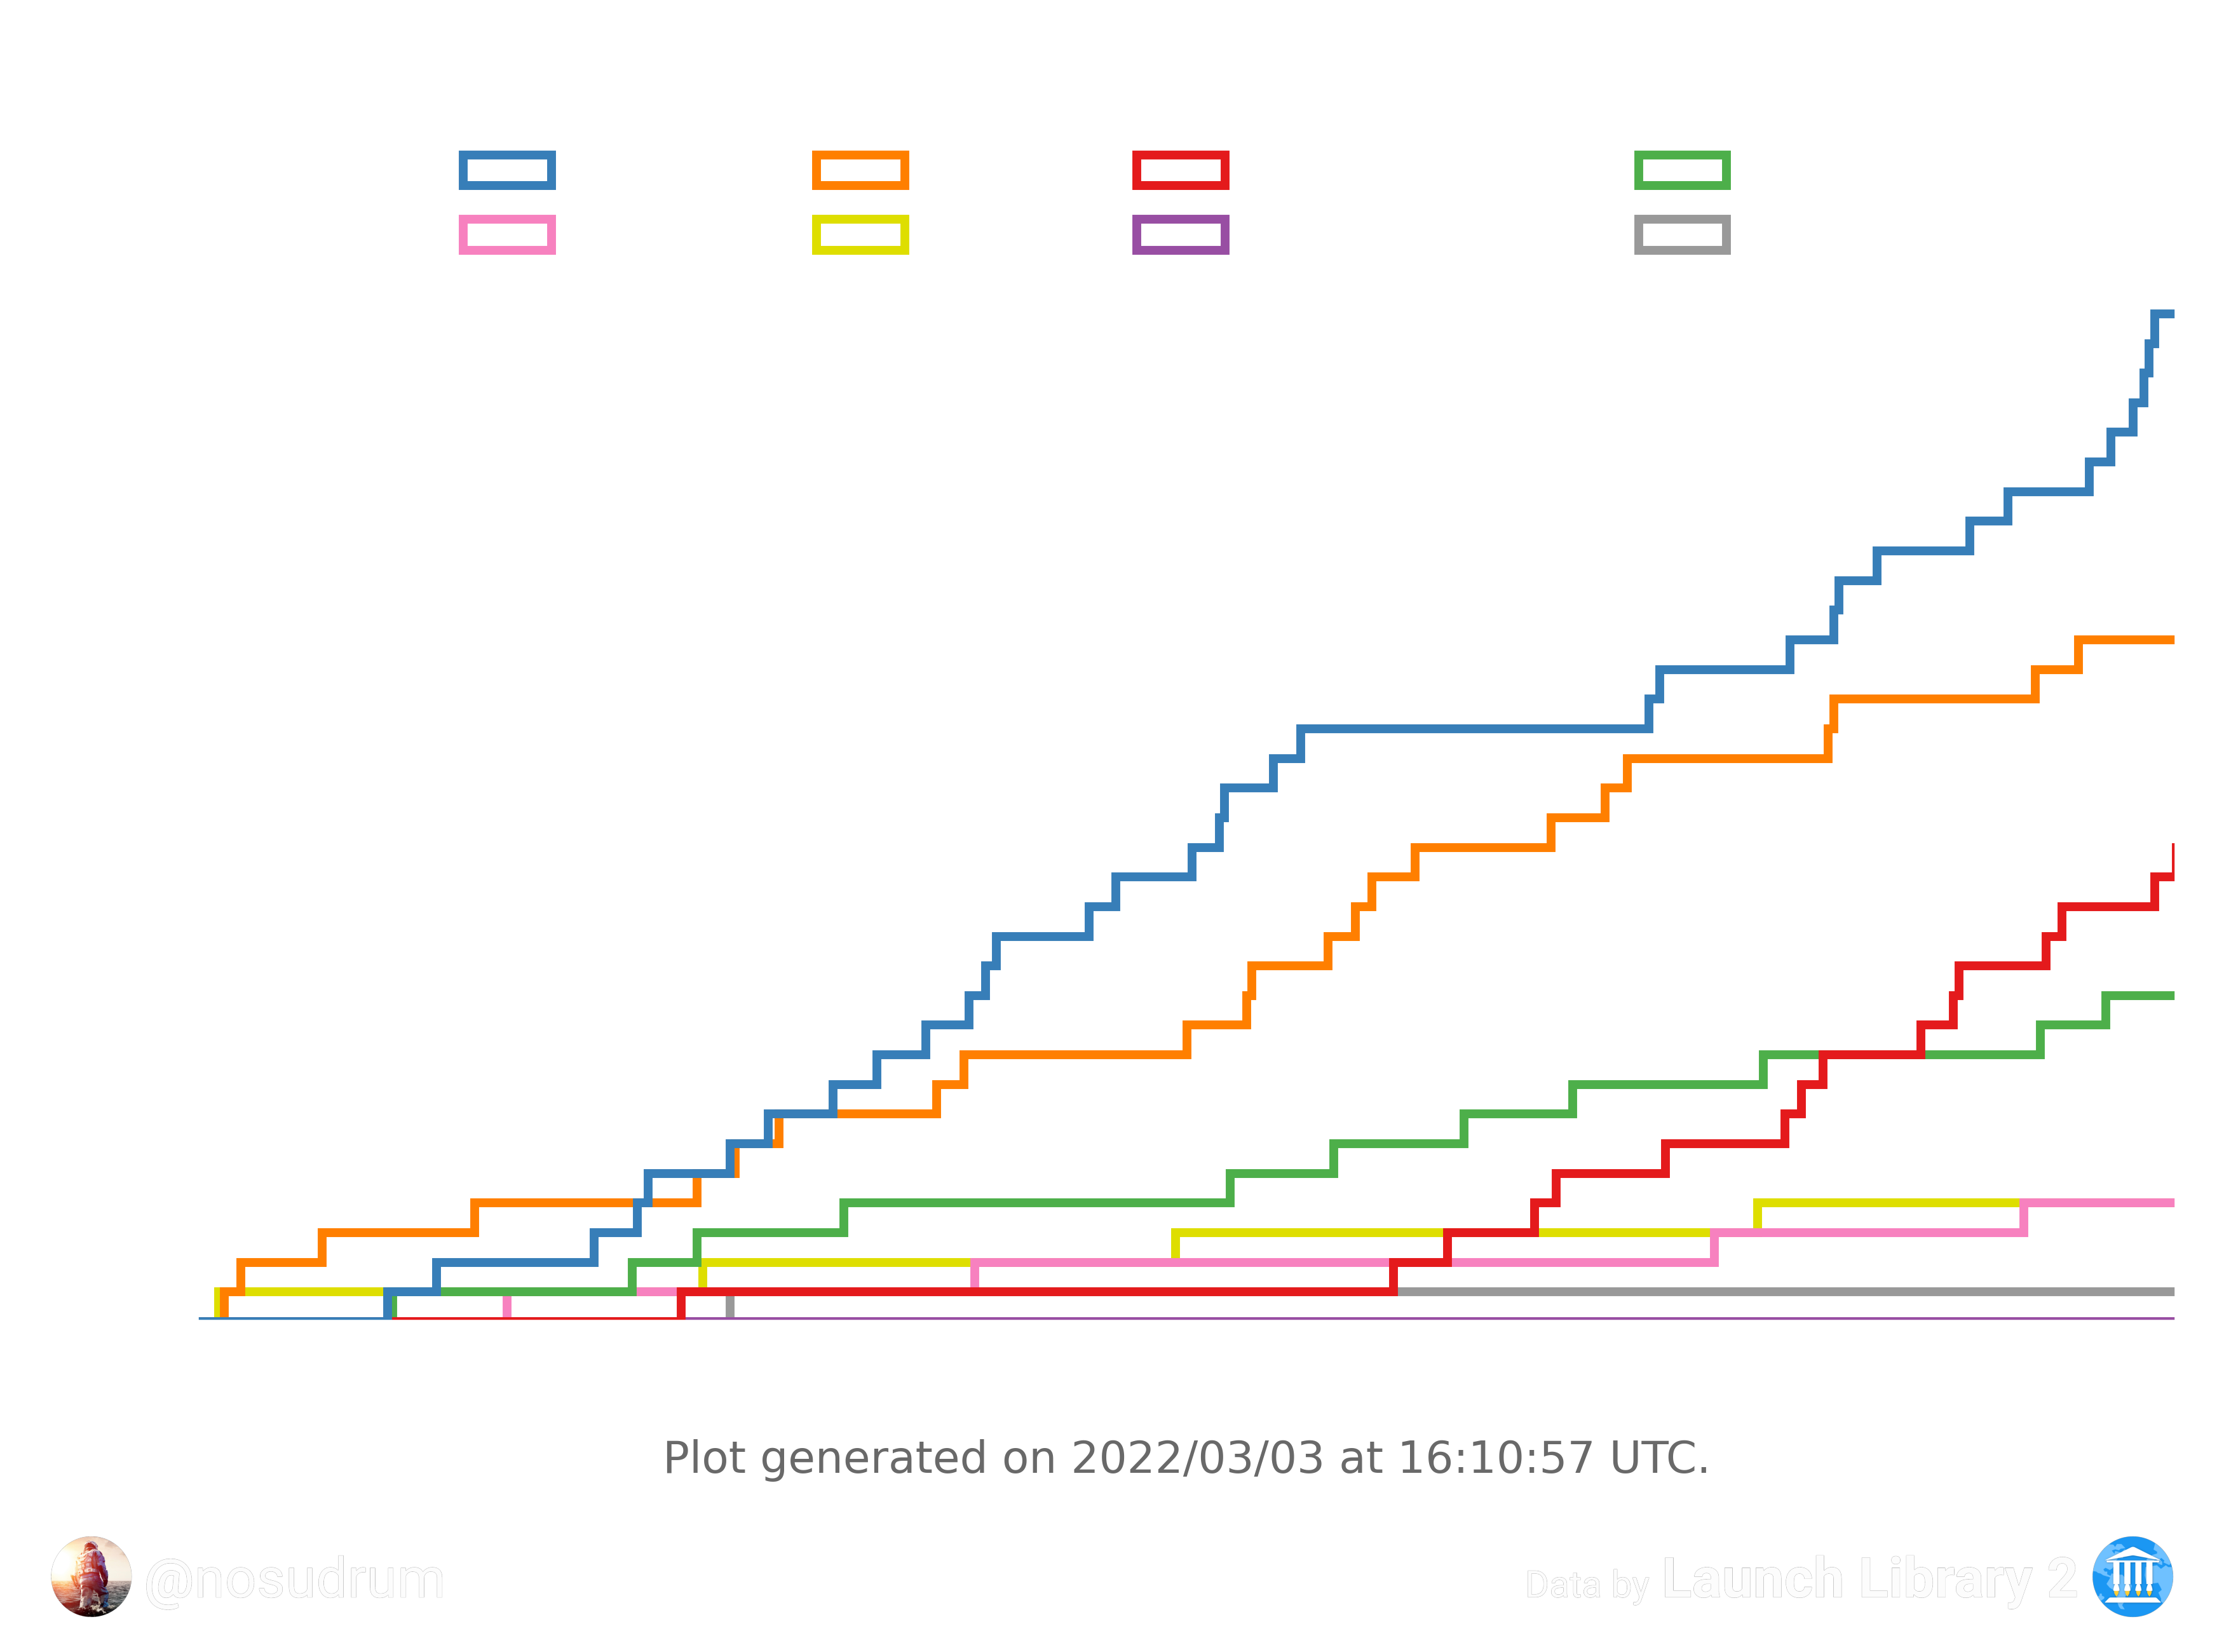 Plot generated on 2022/03/03 at 16:10:57 UTC.
@nosudrum
Data by Launch Library 2